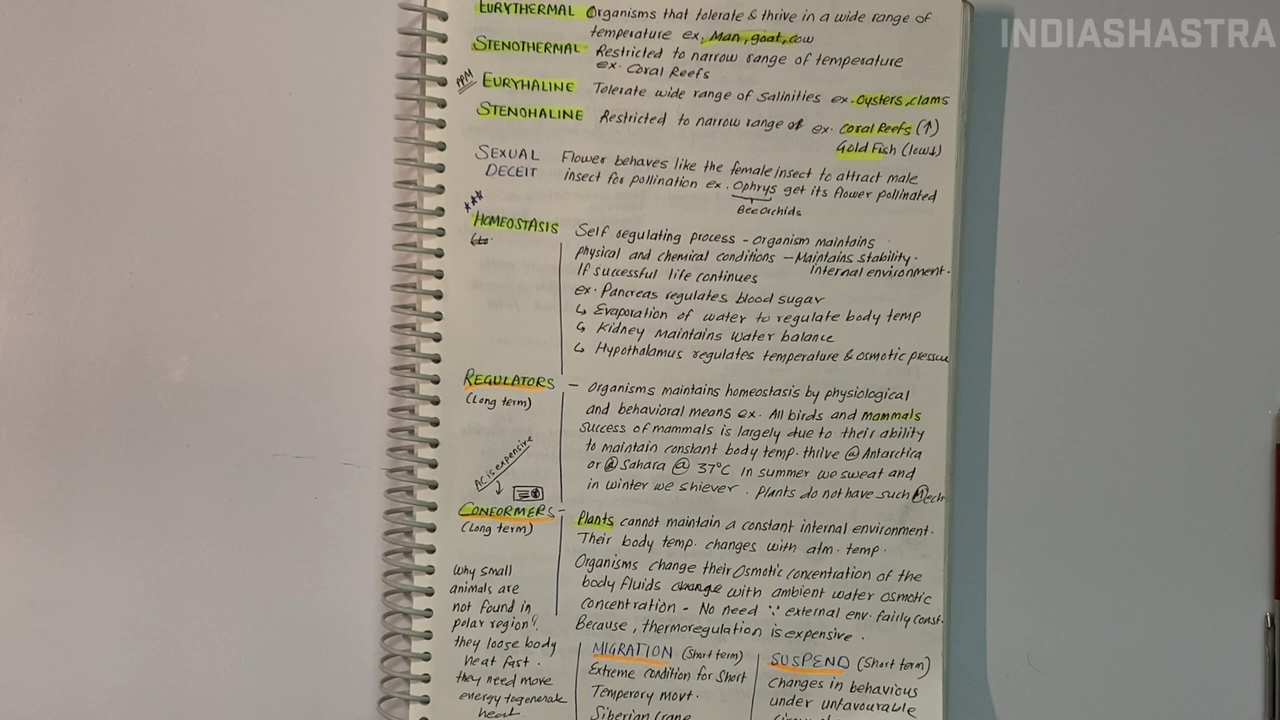 INDIASHASTRA
EURYTHERMAL Organisms that tolerate & thrive in a wide range of
temperature ex. Man, goat, cow
STENOTHERMAL Restricted to narrow range of temperature
ex. Coral Reefs
PPM
EURYHALINE Tolerate wide range of Salinities ex. Oysters, clams
STENOHALINE Restricted to narrow range of ex. Coral Reefs (↑)
Gold Fish (low↓)
SEXUAL DECEIT
Flower behaves like the female insect to attract male
insect for pollination ex. Ophrys get its flower pollinated
Bee Orchids
HOMEOSTASIS
Self regulating process - Organism maintains
physical and chemical conditions - Maintains stability.
internal environment.
If successful life continues
ex. Pancreas regulates blood sugar
↳ Evaporation of water to regulate body temp
↳ Kidney Maintains Water balance
↳ Hypothalamus regulates temperature & osmotic pressure
REGULATORS - Organisms maintains homeostasis by physiological
(Long term)
and behavioral means ex. All birds and mammals
success of mammals is largely due to their ability
to maintain constant body temp. thrive @ Antarctica
or @ Sahara @ 37°C In summer we sweat and
in winter we shiever. Plants do not have such Mech
AC is expensive
CONFORMERS -
(Long term)
Plants cannot maintain a constant internal environment.
Their body temp. changes with atm. temp.
Organisms change their Osmotic concentration of the
body fluids change with ambient water osmotic
concentration - No need ∵ external env. fairly const.
Because, thermoregulation is expensive.
Why small
animals are
not found in
polar region?
they loose body
heat fast.
they need more
energy to generate
heat
MIGRATION (Short term)
Extreme condition for Short
Temperory movt.
Siberian Crane
SUSPEND (Short term)
changes in behavious
under unfavourable